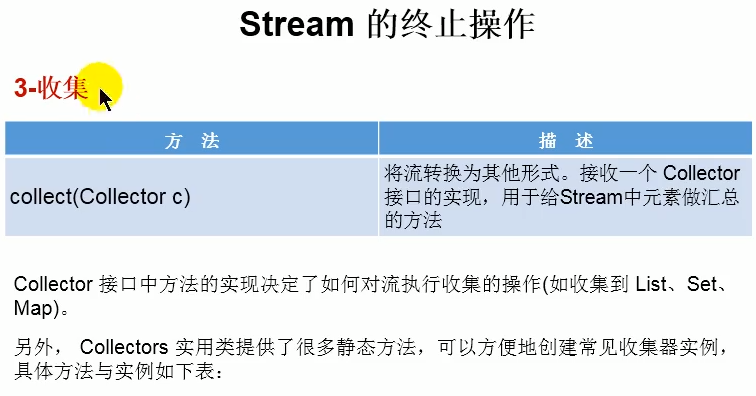 Stream 的终止操作
3-收集
方 法
描 述
collect(Collector c)
将流转换为其他形式。接收一个 Collector
接口的实现，用于给Stream中元素做汇总
的方法
Collector 接口中方法的实现决定了如何对流执行收集的操作(如收集到 List、Set、
Map)。
另外， Collectors 实用类提供了很多静态方法，可以方便地创建常见收集器实例，
具体方法与实例如下表：